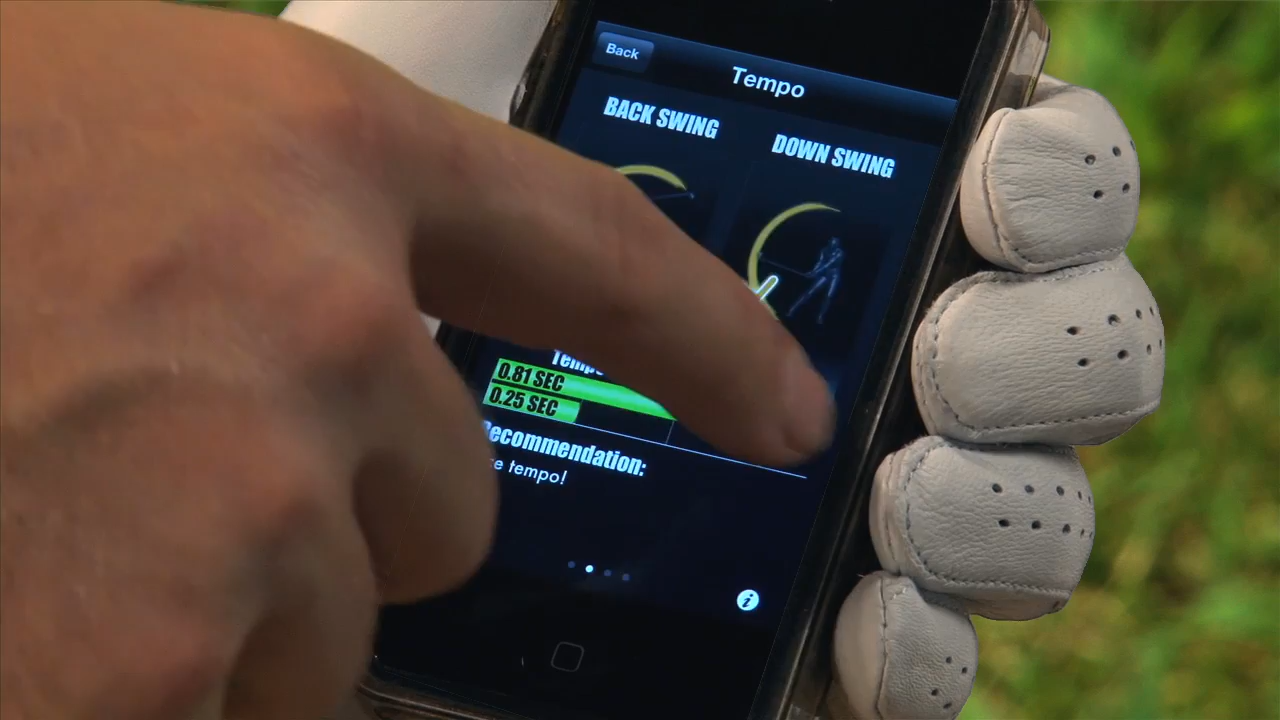 Back
Tempo
BACK SWING
DOWN SWING
0.81 SEC
0.25 SEC
Recommendation:
tempo!
i